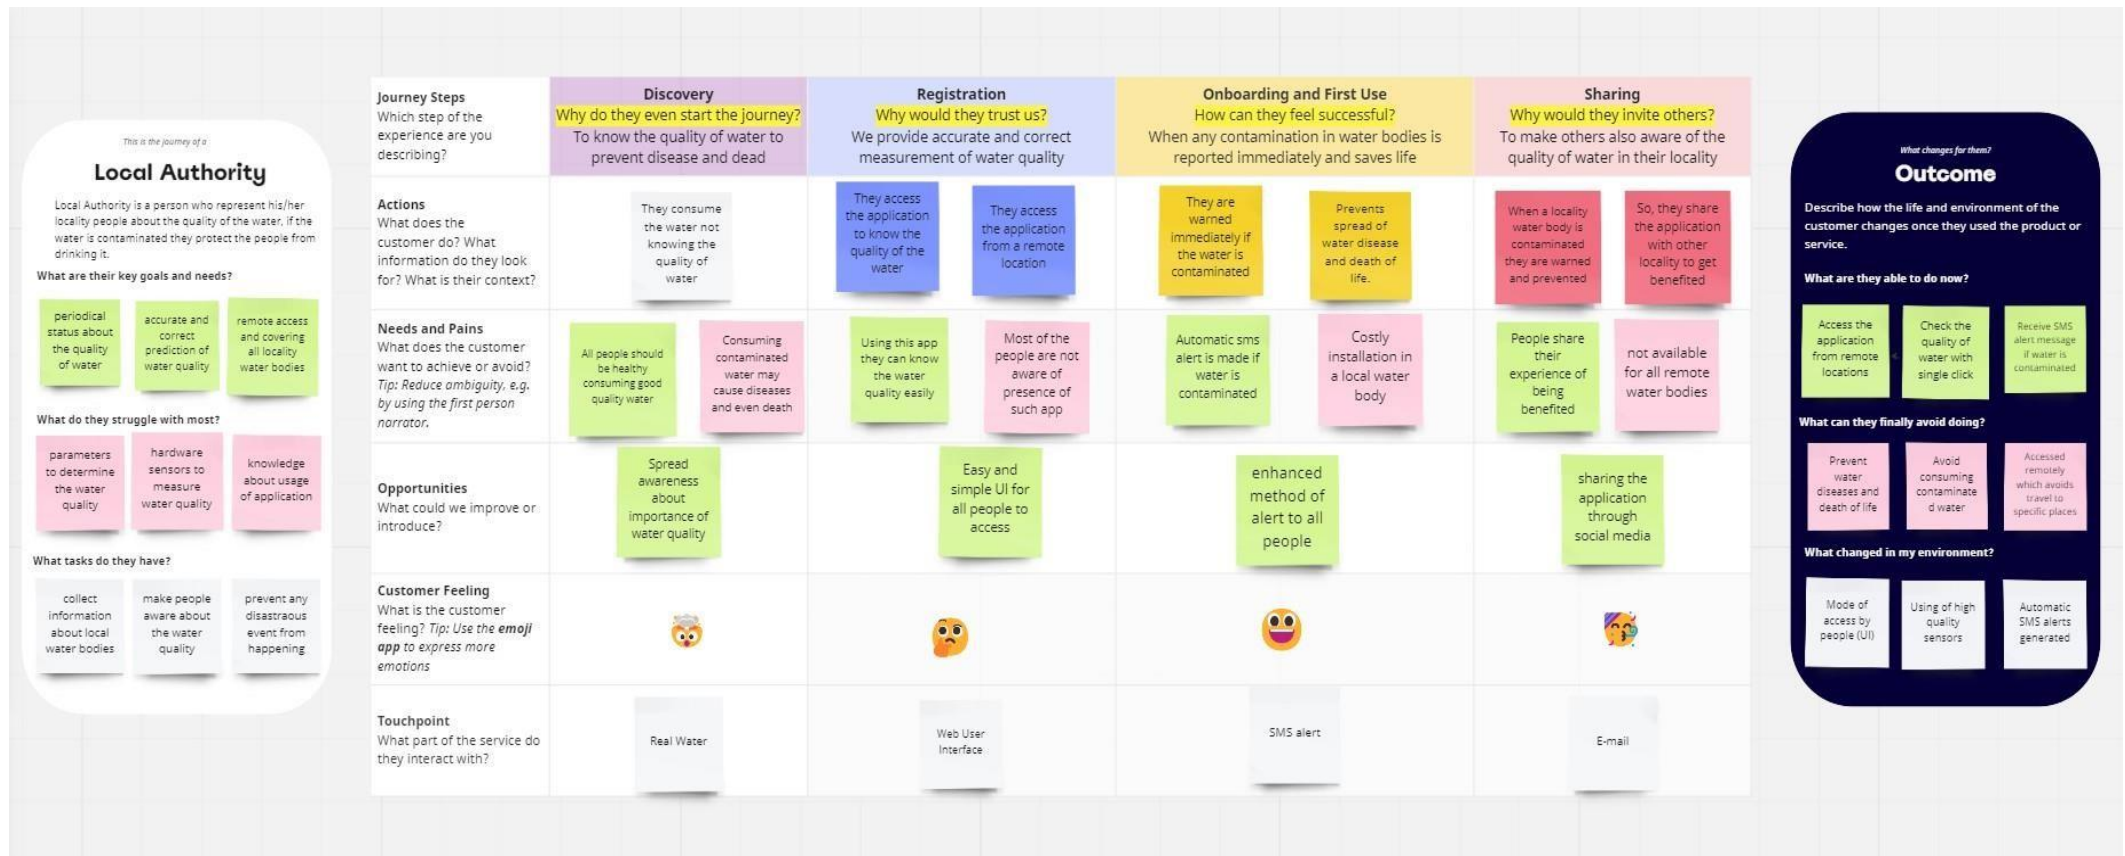 This is the journey of a
Local Authority
Local Authority is a person who represent his/her
locality people about the quality of the water, if the
water is contaminated they protect the people from
drinking it.
What are their key goals and needs?
periodical
status about
the quality
of water
accurate and
correct
prediction of
water quality
remote access
and covering
all locality
water bodies
What do they struggle with most?
parameters
to determine
the water
quality
hardware
sensors to
measure
water quality
knowledge
about usage
of application
What tasks do they have?
collect
information
about local
water bodies
make people
aware about
the water
quality
prevent any
disastraous
event from
happening
Journey Steps
Which step of the
experience are you
describing?
Discovery
Why do they even start the journey?
To know the quality of water to
prevent disease and dead
Registration
Why would they trust us?
We provide accurate and correct
measurement of water quality
Onboarding and First Use
How can they feel successful?
When any contamination in water bodies is
reported immediately and saves life
Sharing
Why would they invite others?
To make others also aware of the
quality of water in their locality
Actions
What does the
customer do? What
information do they look
for? What is their context?
They consume
the water not
knowing the
quality of
water
They access
the application
to know the
quality of the
water
They access
the application
from a remote
location
They are
warned
immediately if
the water is
contaminated
Prevents
spread of
water disease
and death of
life.
When a locality
water body is
contaminated
they are warned
and prevented
So, they share
the application
with other
locality to get
benefited
Needs and Pains
What does the customer
want to achieve or avoid?
Tip: Reduce ambiguity, e.g.
by using the first person
narrator.
All people should
be healthy
consuming good
quality water
Consuming
contaminated
water may
cause diseases
and even death
Using this app
they can know
the water
quality easily
Most of the
people are not
aware of
presence of
such app
Automatic sms
alert is made if
water is
contaminated
Costly
installation in
a local water
body
People share
their
experience of
being
benefited
not available
for all remote
water bodies
Opportunities
What could we improve or
introduce?
Spread
awareness
about
importance of
water quality
Easy and
simple UI for
all people to
access
enhanced
method of
alert to all
people
sharing the
application
through
social media
Customer Feeling
What is the customer
feeling? Tip: Use the emoji
app to express more
emotions
Touchpoint
What part of the service do
they interact with?
Real Water
Web User
Interface
SMS alert
E-mail
What changes for them?
Outcome
Describe how the life and environment of the
customer changes once they used the product or
service.
What are they able to do now?
Access the
application
from remote
locations
Check the
quality of
water with
single click
Receive SMS
alert message
if water is
contaminated
What can they finally avoid doing?
Prevent
water
diseases and
death of life
Avoid
consuming
contaminate
d water
Accessed
remotely
which avoids
travel to
specific places
What changed in my environment?
Mode of
access by
people (UI)
Using of high
quality
sensors
Automatic
SMS alerts
generated